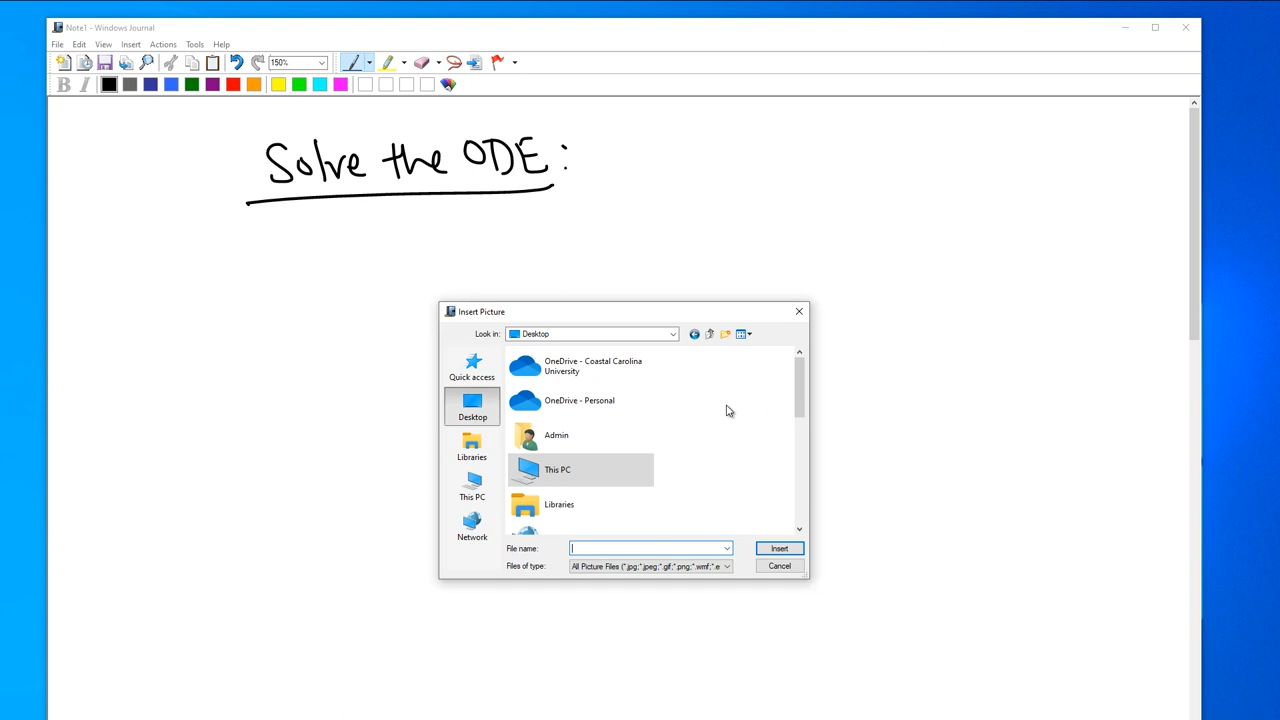 Note1 - Windows Journal
File Edit View Insert Actions Tools Help
150%
B I
Solve the ODE:
Insert Picture
Look in: Desktop
Quick access
Desktop
Libraries
This PC
Network
OneDrive - Coastal Carolina
University
OneDrive - Personal
Admin
This PC
Libraries
File name: Insert
Files of type: All Picture Files (*.jpg;*.jpeg;*.gif;*.png;*.wmf;*.e Cancel